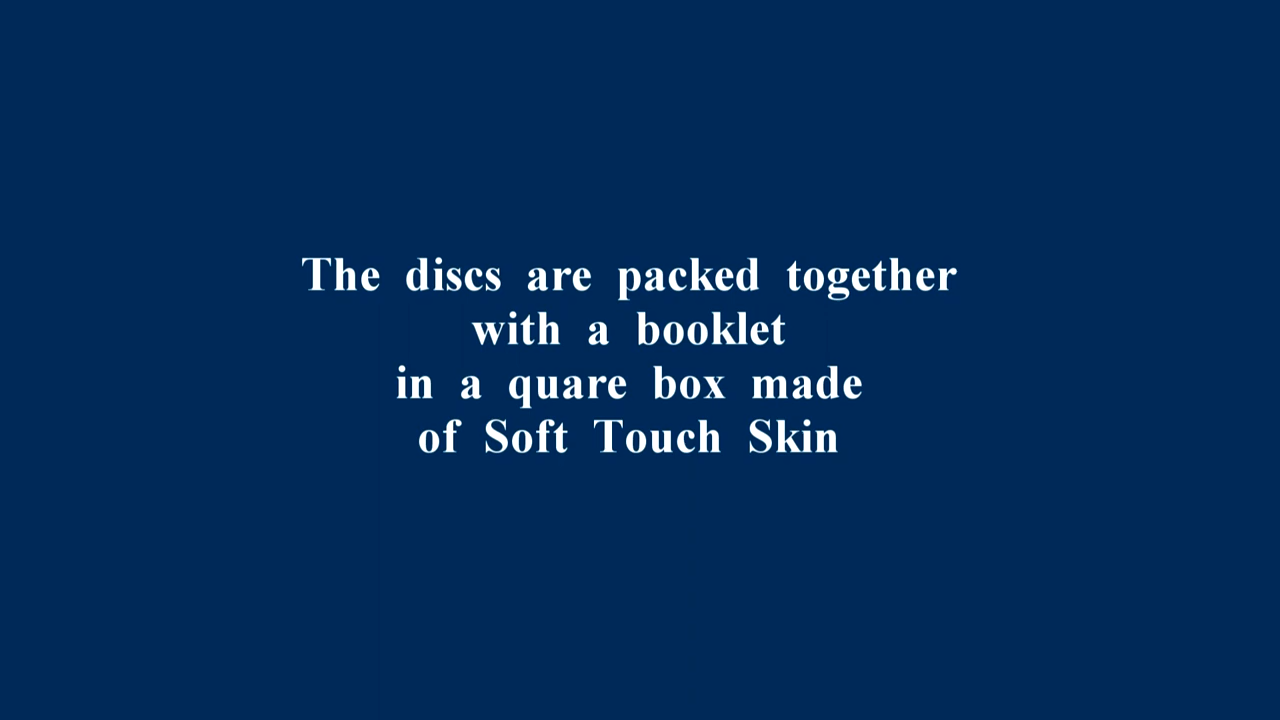 The discs are packed together
with a booklet
in a quare box made
of Soft Touch Skin